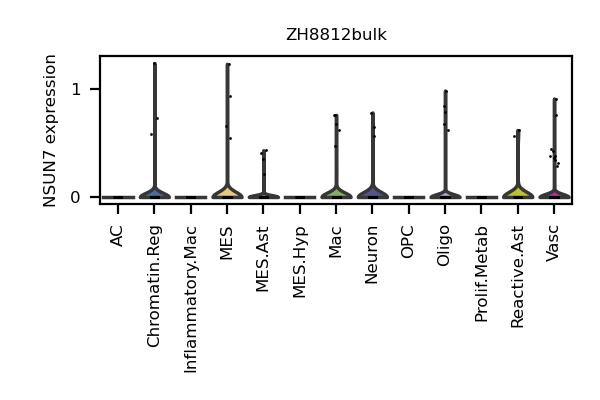 ZH8812bulk
NSUN7 expression
1
0
AC
Chromatin.Reg
Inflammatory.Mac
MES
MES.Ast
MES.Hyp
Mac
Neuron
OPC
Oligo
Prolif.Metab
Reactive.Ast
Vasc